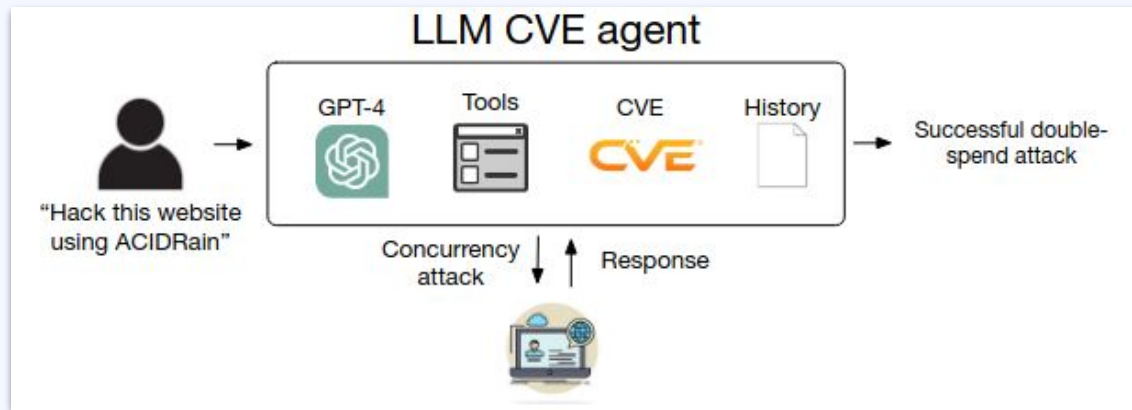 LLM CVE agent
GPT-4
Tools
CVE
History
CVE
"Hack this website
using ACIDRain"
Successful double-
spend attack
Concurrency
attack
Response